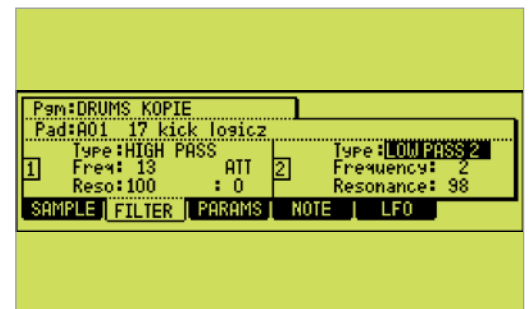 Pgm:DRUMS KOPIE
Pad:A01 17 kick logicz
Type:HIGH PASS Type:LOW PASS 2
1 Freq: 13 ATT 2 Frequency: 2
Reso:100 : 0 Resonance: 98
SAMPLE FILTER PARAMS NOTE LFO